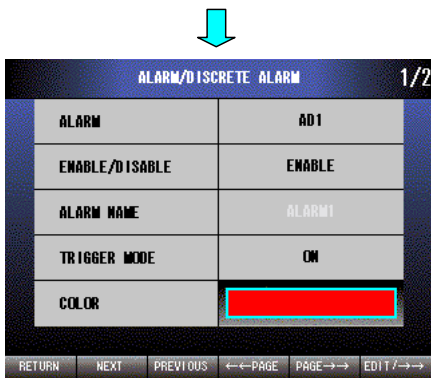 ALARM/DISCRETE ALARM 1/2
ALARM AD1
ENABLE/DISABLE ENABLE
ALARM NAME ALARM1
TRIGGER MODE ON
COLOR
RETURN NEXT PREVIOUS ←←PAGE PAGE→→ EDIT/→→